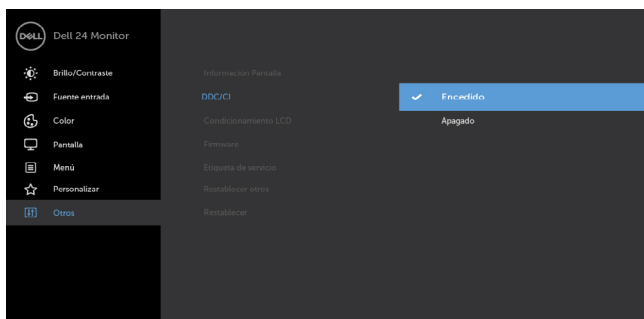 DELL Dell 24 Monitor
Brillo/Contraste
Fuente entrada
Color
Pantalla
Menú
Personalizar
Otros
Información Pantalla
DDC/CI
Condicionamiento LCD
Firmware
Etiqueta de servicio
Restablecer otros
Restablecer
Encedido
Apagado